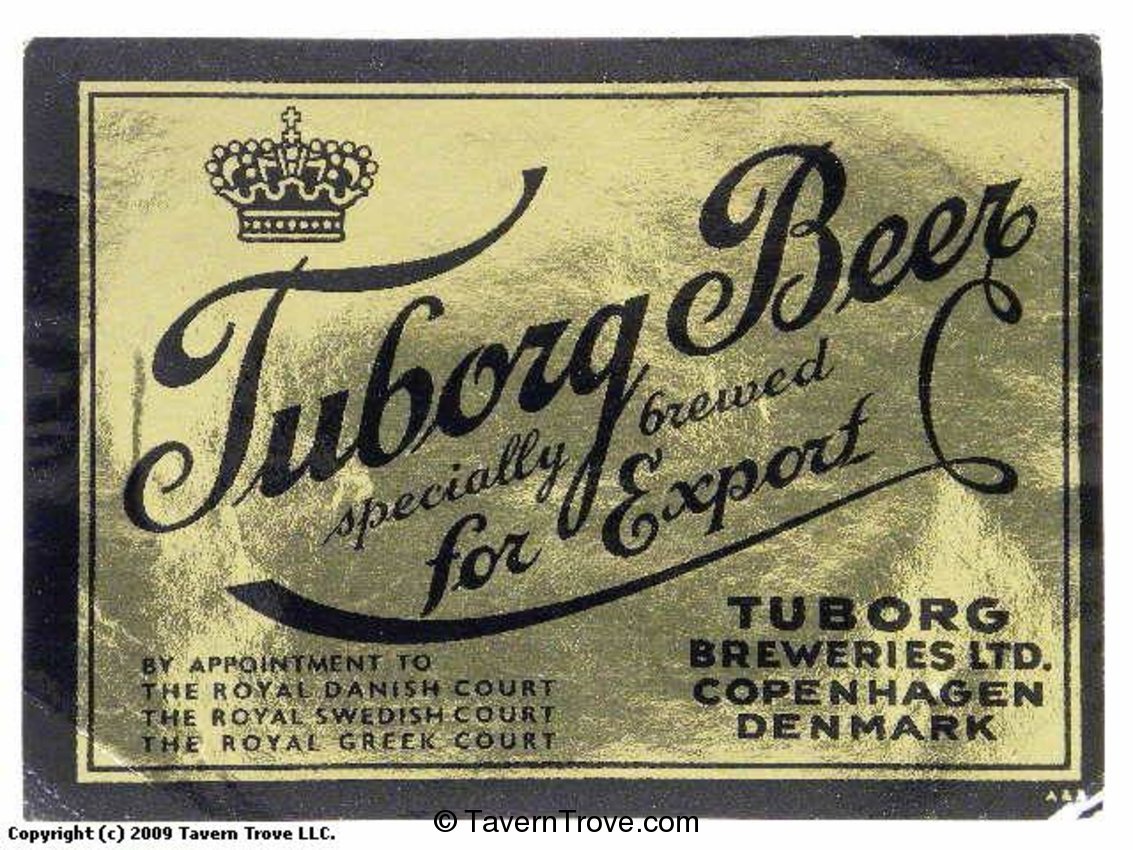 Tuborg Beer
specially brewed
for Export
BY APPOINTMENT TO
THE ROYAL DANISH COURT
THE ROYAL SWEDISH COURT
THE ROYAL GREEK COURT
TUBORG
BREWERIES LTD.
COPENHAGEN
DENMARK
Copyright (c) 2009 Tavern Trove LLC.
© TavernTrove.com